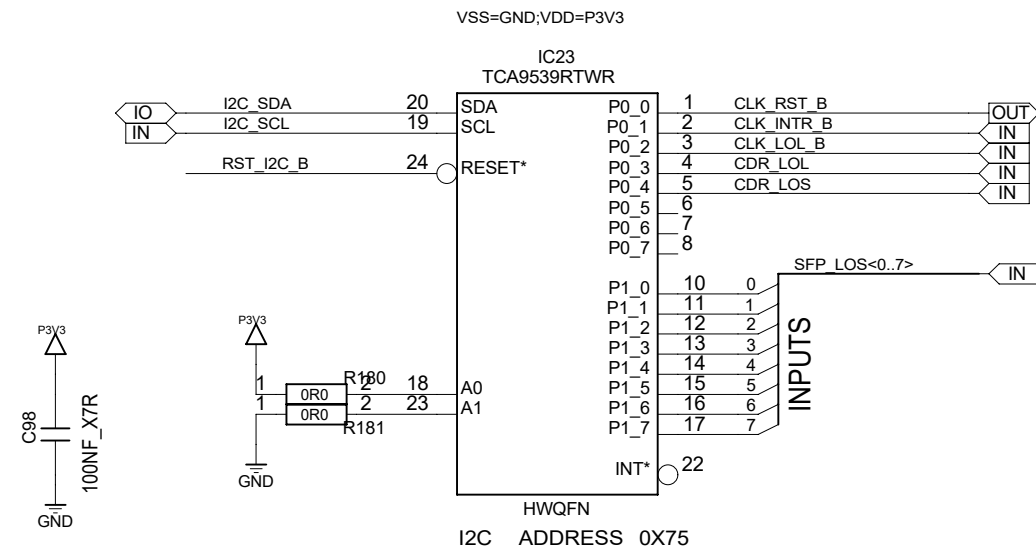 VSS=GND;VDD=P3V3
IC23
TCA9539RTWR
IO I2C_SDA 20 SDA P0_0 1 CLK_RST_B OUT
IN I2C_SCL 19 SCL P0_1 2 CLK_INTR_B IN
P0_2 3 CLK_LOL_B IN
RST_I2C_B 24 RESET* P0_3 4 CDR_LOL IN
P0_4 5 CDR_LOS IN
P0_5 6
P0_6 7
P0_7 8
SFP_LOS<0..7> IN
P1_0 10 0
P1_1 11 1
P1_2 12 2
P1_3 13 3
P1_4 14 4
P1_5 15 5
P1_6 16 6
P1_7 17 7
INPUTS
P3V3
C98
100NF_X7R
GND
P3V3
R180
1 0R0 2 18 A0
1 0R0 2 23 A1
R181
GND
INT* 22
HWQFN
I2C ADDRESS 0X75